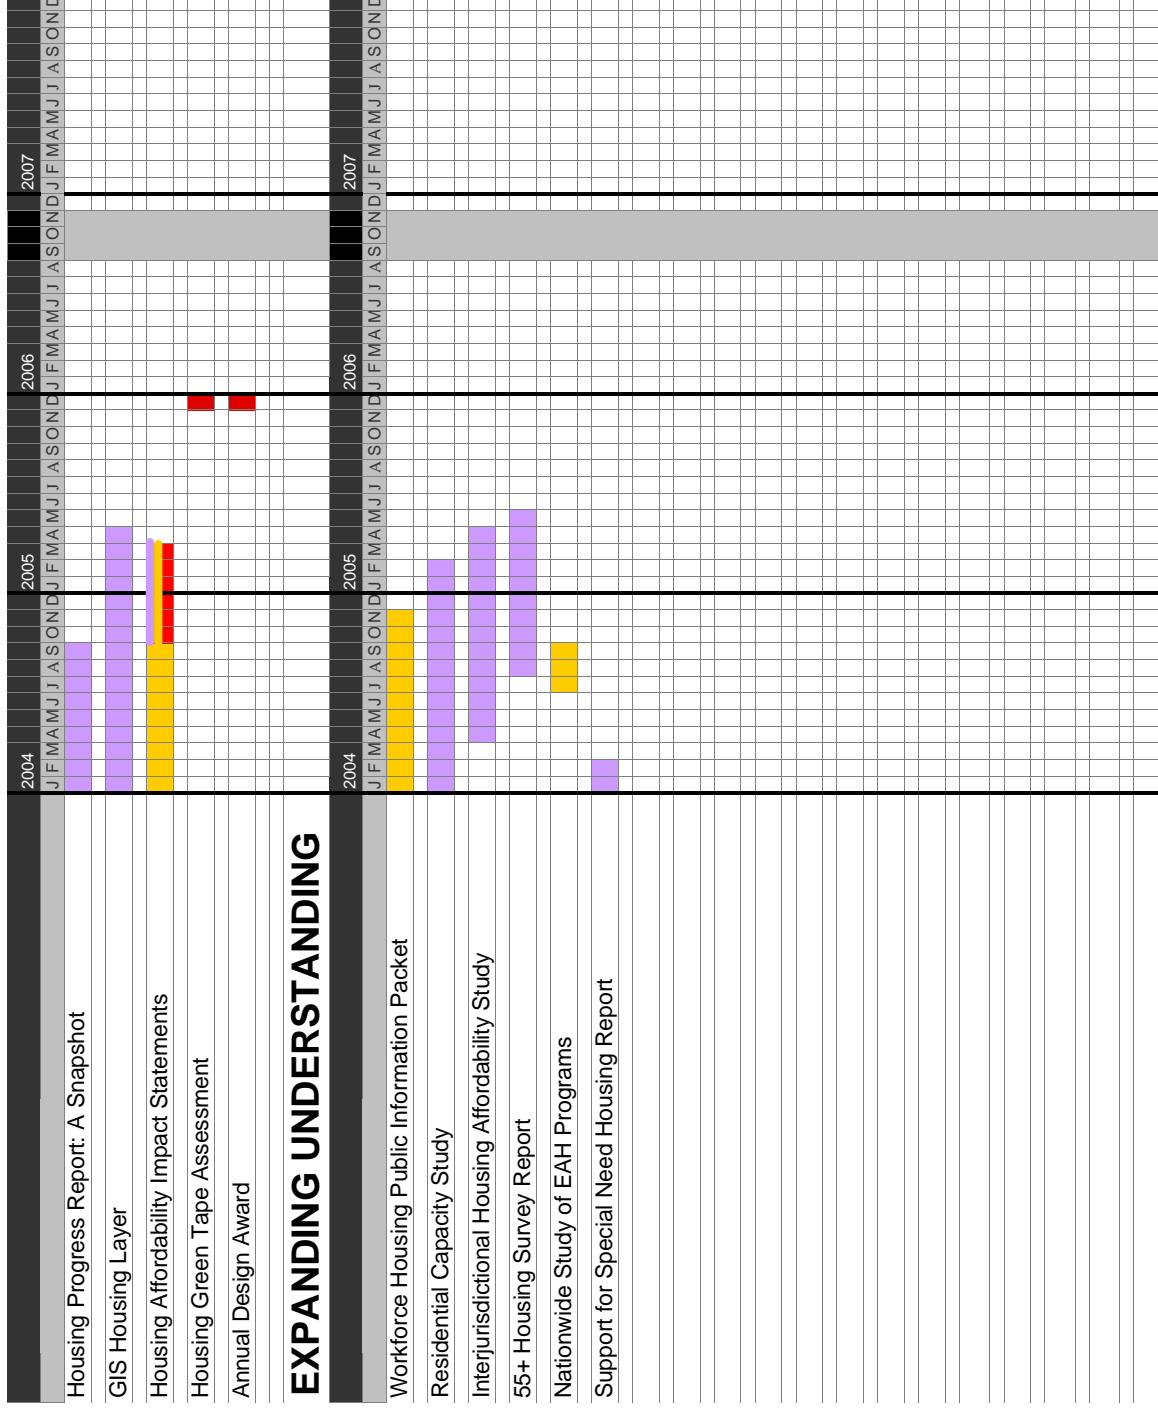 2004 2005 2006 2007
J F M A M J J A S O N D J F M A M J J A S O N D J F M A M J J A S O N D J F M A M J J A S O N D
Housing Progress Report: A Snapshot
GIS Housing Layer
Housing Affordability Impact Statements
Housing Green Tape Assessment
Annual Design Award
EXPANDING UNDERSTANDING
2004 2005 2006 2007
J F M A M J J A S O N D J F M A M J J A S O N D J F M A M J J A S O N D J F M A M J J A S O N D
Workforce Housing Public Information Packet
Residential Capacity Study
Interjurisdictional Housing Affordability Study
55+ Housing Survey Report
Nationwide Study of EAH Programs
Support for Special Need Housing Report